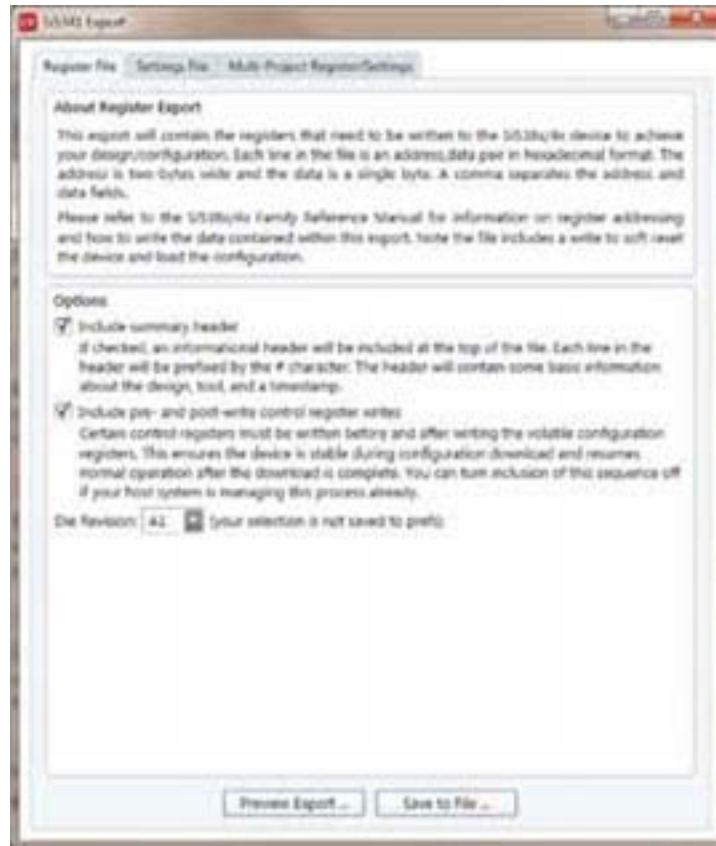 Si5341 Export
Register File Settings File Multi-Project Register/Settings
About Register Export
This export will contain the registers that need to be written to the device to achieve
your design/configuration. Each line in the file is an address,data pair in hexadecimal format. The
address is two bytes wide and the data is a single byte. A comma separates the address and
data fields.
Please refer to the Family Reference Manual for information on register addressing
and how to write the data contained within this export. Note the file includes a write to soft reset
the device and load the configuration.
Options
Include summary header
If checked, an informational header will be included at the top of the file. Each line in the
header will be prefixed by the # character. The header will contain some basic information
about the design, tool, and a timestamp.
Include pre- and post-write control register writes
Certain control registers must be written before and after writing the volatile configuration
registers. This ensures the device is stable during configuration download and resumes
normal operation after the download is complete. You can turn inclusion of this sequence off
if your host system is managing this process already.
Die Revision: A1 (your selection is not saved to prefs)
Preview Export ... Save to File ...